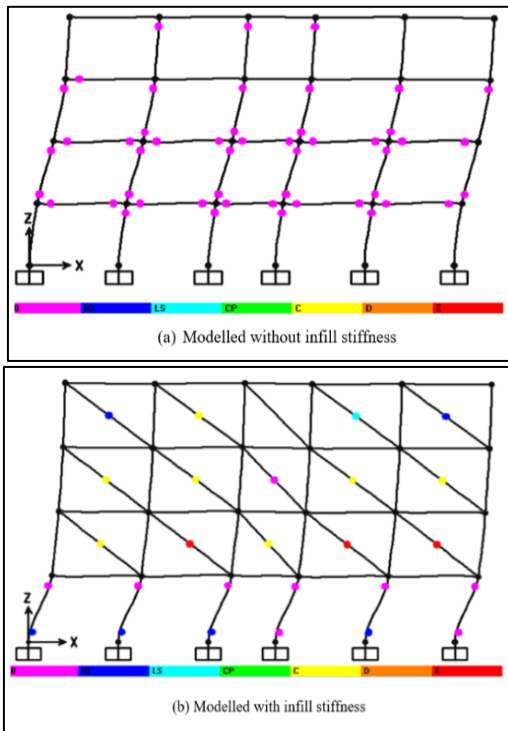 Z
X
B IO LS CP C D E
(a) Modelled without infill stiffness
Z
X
B IO LS CP C D E
(b) Modelled with infill stiffness